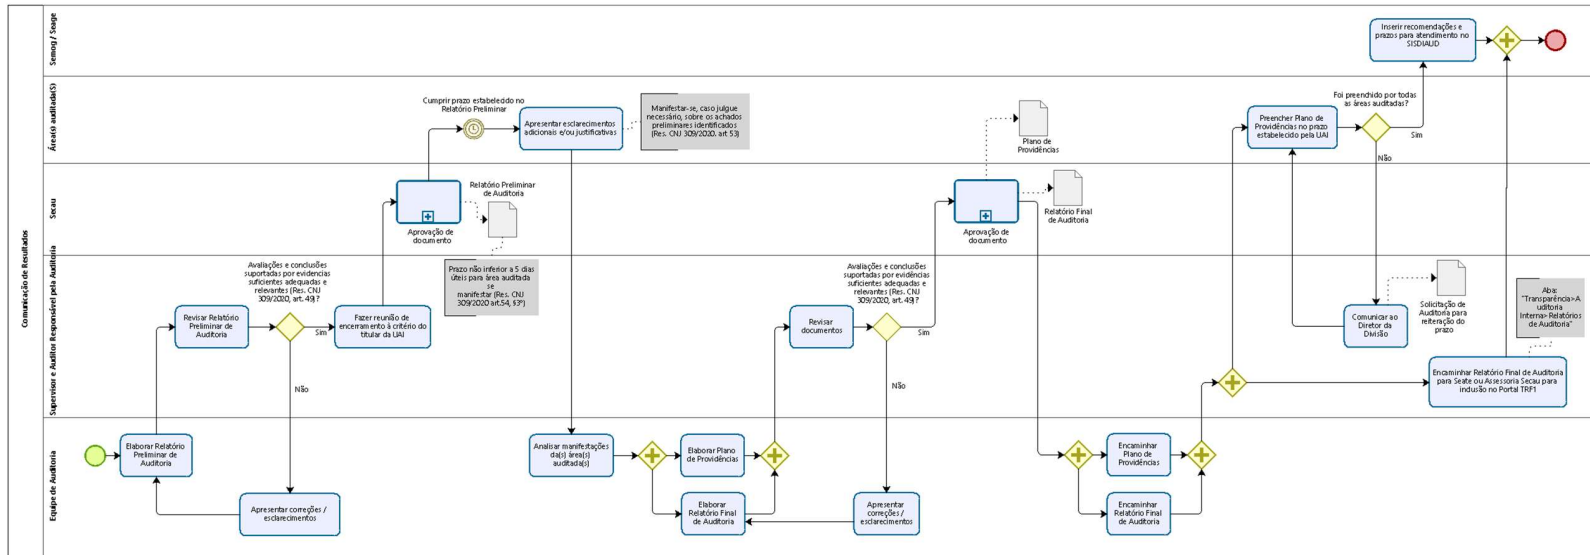 Comunicação de Resultados
Semog / Seage
Inserir recomendações e
prazos para atendimento no
SISDIAUD
Área(s) auditada(S)
Cumprir prazo estabelecido no
Relatório Preliminar
Apresentar esclarecimentos
adicionais e/ou justificativas
Manifestar-se, caso julgue
necessário, sobre os achados
preliminares identificados
(Res. CNJ 309/2020. art 53)
Plano de
Providências
Foi preenchido por todas
as áreas auditadas?
Preencher Plano de
Providências no prazo
estabelecido pela UAI
Sim
Não
Secau
Aprovação de
documento
Relatório Preliminar
de Auditoria
Aprovação de
documento
Relatório Final
de Auditoria
Supervisor e Auditor Responsável pela Auditoria
Revisar Relatório
Preliminar de
Auditoria
Avaliações e conclusões
suportadas por evidencias
suficientes adequadas e
relevantes (Res. CNJ
309/2020, art. 49)?
Sim
Não
Fazer reunião de
encerramento à critério do
titular da UAI
Prazo não inferior a 5 dias
úteis para área auditada
se
manifestar (Res. CNJ
309/2020 art.54, §3º)
Revisar
documentos
Avaliações e conclusões
suportadas por evidências
suficientes adequadas e
relevantes (Res. CNJ
309/2020, art. 49)?
Sim
Não
Comunicar ao
Diretor da
Divisão
Solicitação de
Auditoria para
reiteração do
prazo
Aba:
"Transparência>A
uditoria
Interna>Relatórios
de Auditoria"
Encaminhar Relatório Final de Auditoria
para Seate ou Assessoria Secau para
inclusão no Portal TRF1
Equipe de Auditoria
Elaborar Relatório
Preliminar de
Auditoria
Apresentar correções /
esclarecimentos
Analisar manifestações
da(s) área(s)
auditada(s)
Elaborar Plano
de Providências
Elaborar
Relatório Final
de Auditoria
Apresentar
correções /
esclarecimentos
Encaminhar
Plano de
Providências
Encaminhar
Relatório Final
de Auditoria